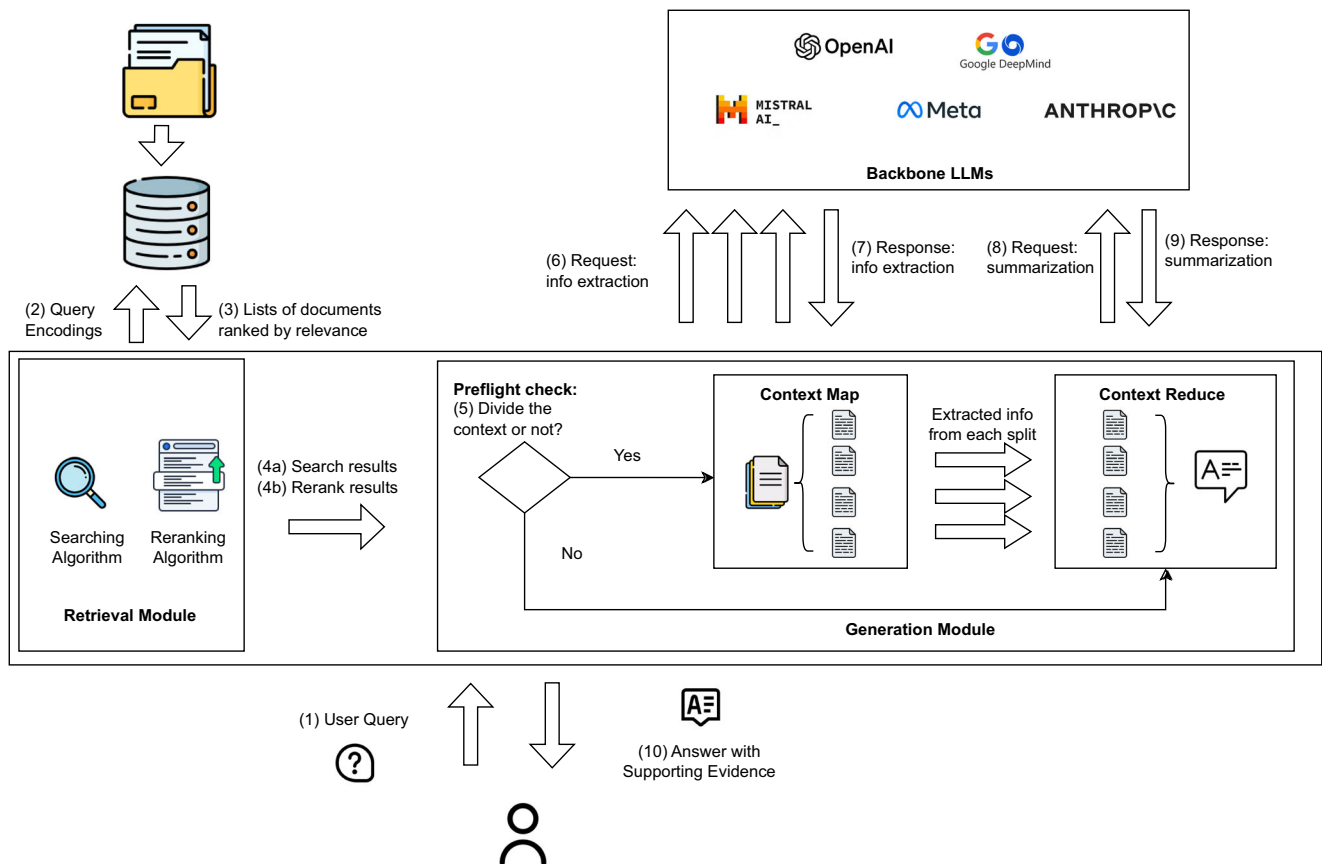 OpenAI
Google DeepMind
MISTRAL
AI_
Meta
ANTHROP\C
Backbone LLMs
(2) Query
Encodings
(3) Lists of documents
ranked by relevance
(6) Request:
info extraction
(7) Response:
info extraction
(8) Request:
summarization
(9) Response:
summarization
Searching
Algorithm
Reranking
Algorithm
Retrieval Module
(4a) Search results
(4b) Rerank results
Preflight check:
(5) Divide the
context or not?
Yes
No
Context Map
Extracted info
from each split
Context Reduce
A
Generation Module
(1) User Query
?
A
(10) Answer with
Supporting Evidence